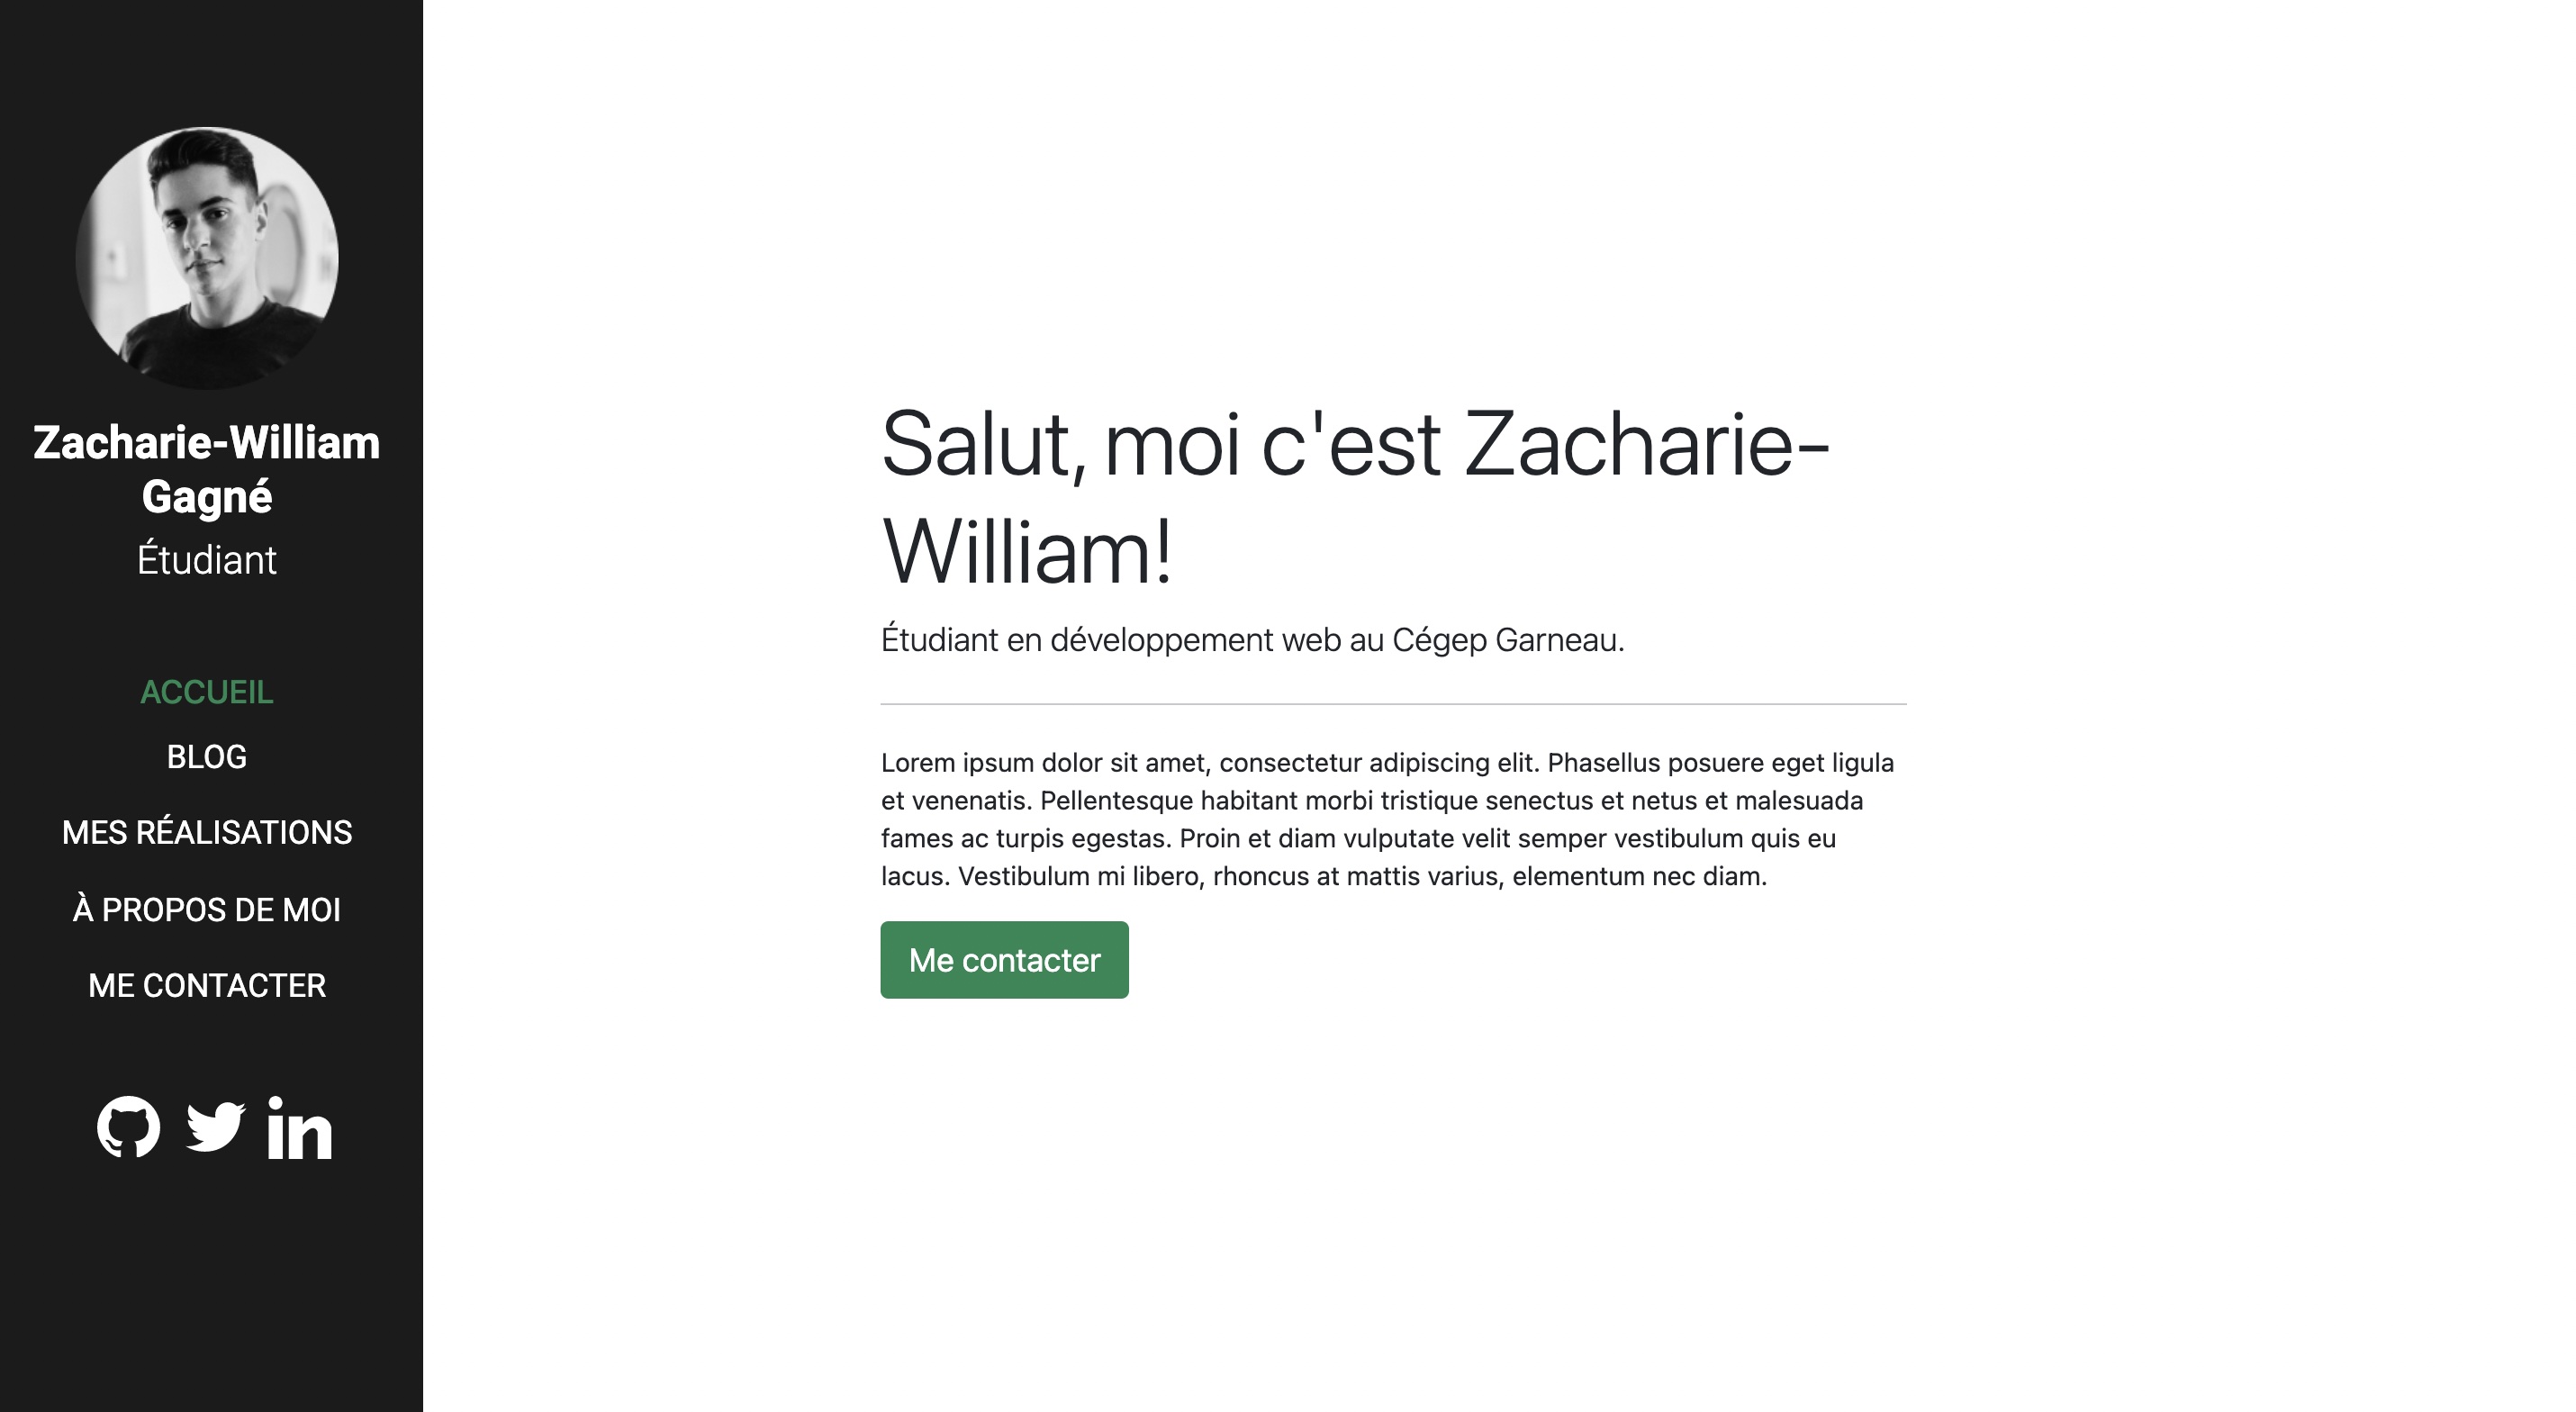 Zacharie-William
Gagné
Étudiant
ACCUEIL
BLOG
MES RÉALISATIONS
À PROPOS DE MOI
ME CONTACTER
in
Salut, moi c'est Zacharie-
William!
Étudiant en développement web au Cégep Garneau.
Lorem ipsum dolor sit amet, consectetur adipiscing elit. Phasellus posuere eget ligula
et venenatis. Pellentesque habitant morbi tristique senectus et netus et malesuada
fames ac turpis egestas. Proin et diam vulputate velit semper vestibulum quis eu
lacus. Vestibulum mi libero, rhoncus at mattis varius, elementum nec diam.
Me contacter